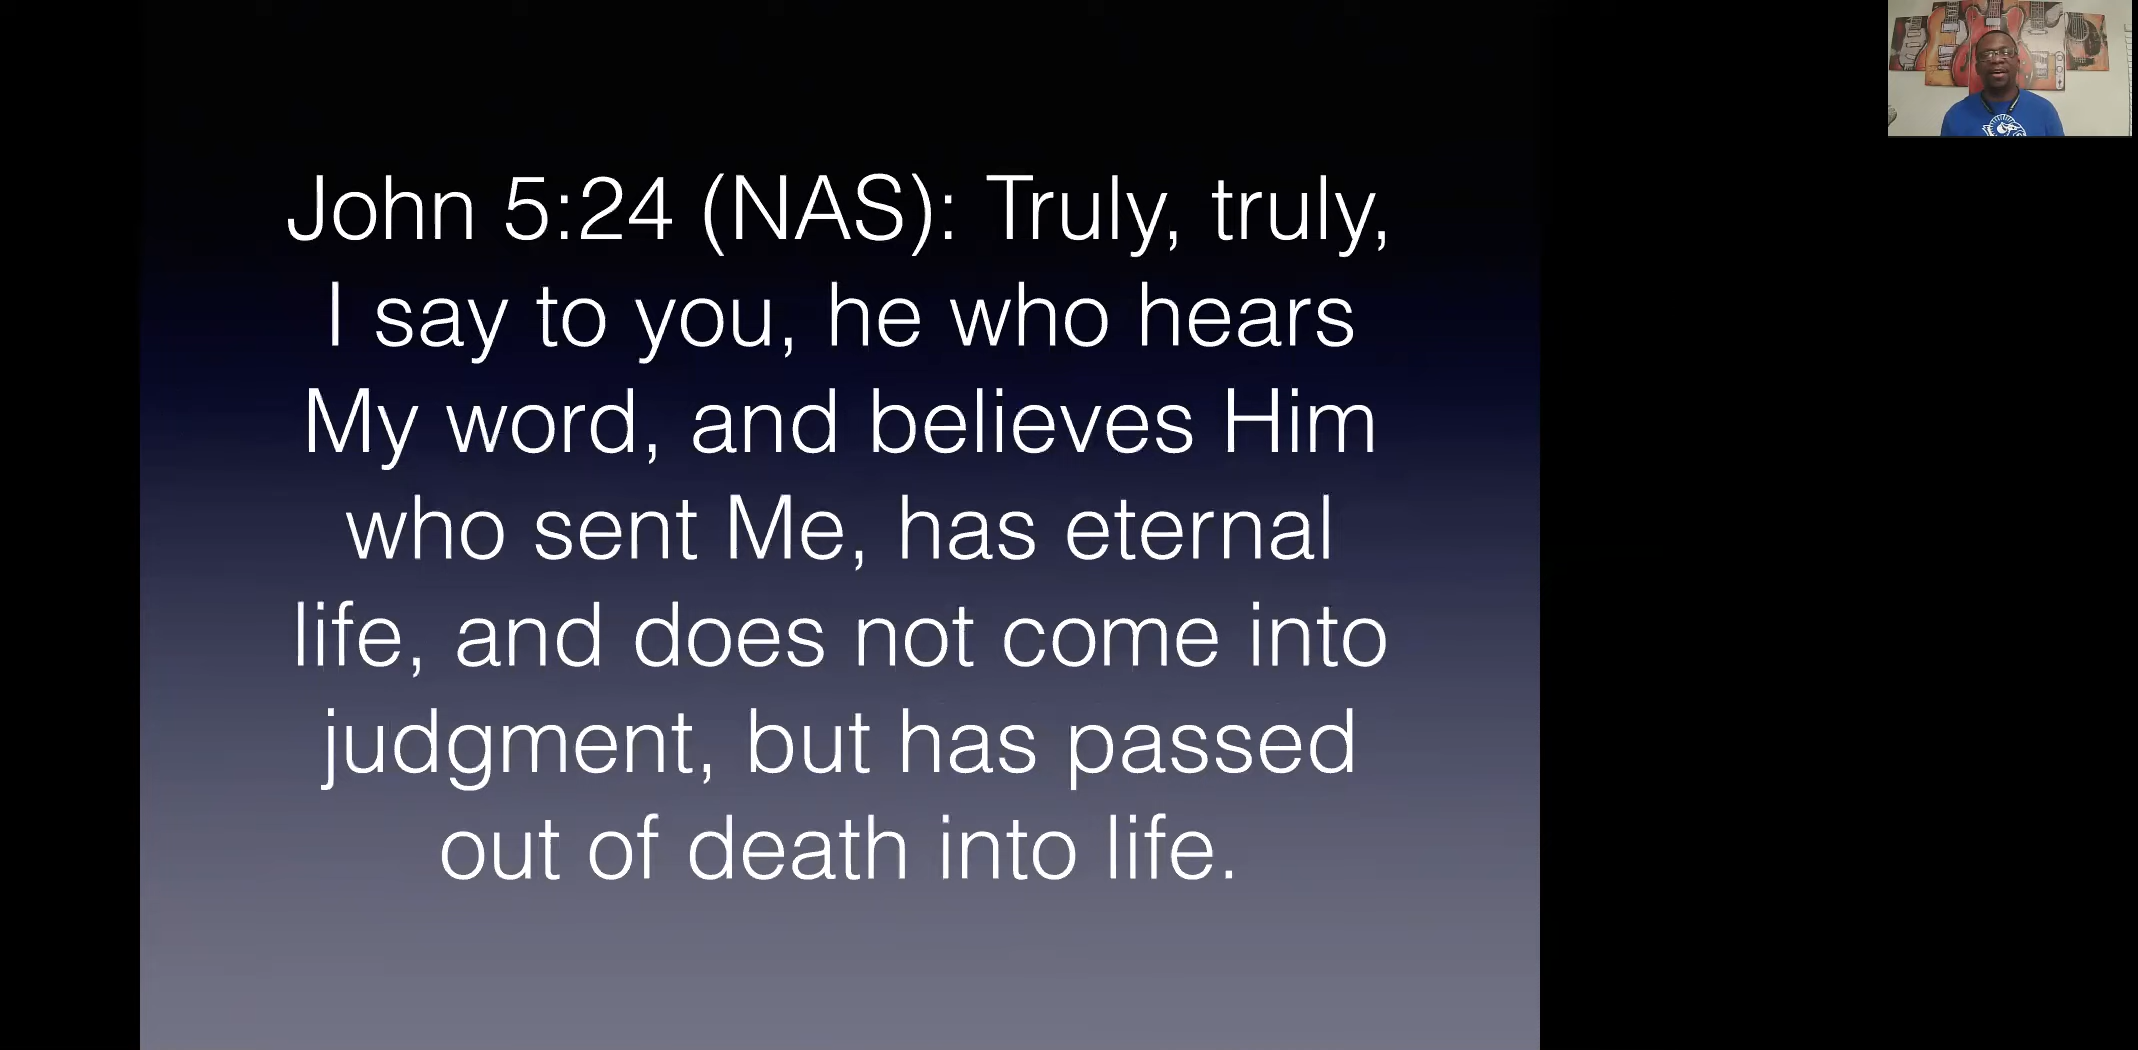 John 5:24 (NAS): Truly, truly,
I say to you, he who hears
My word, and believes Him
who sent Me, has eternal
life, and does not come into
judgment, but has passed
out of death into life.